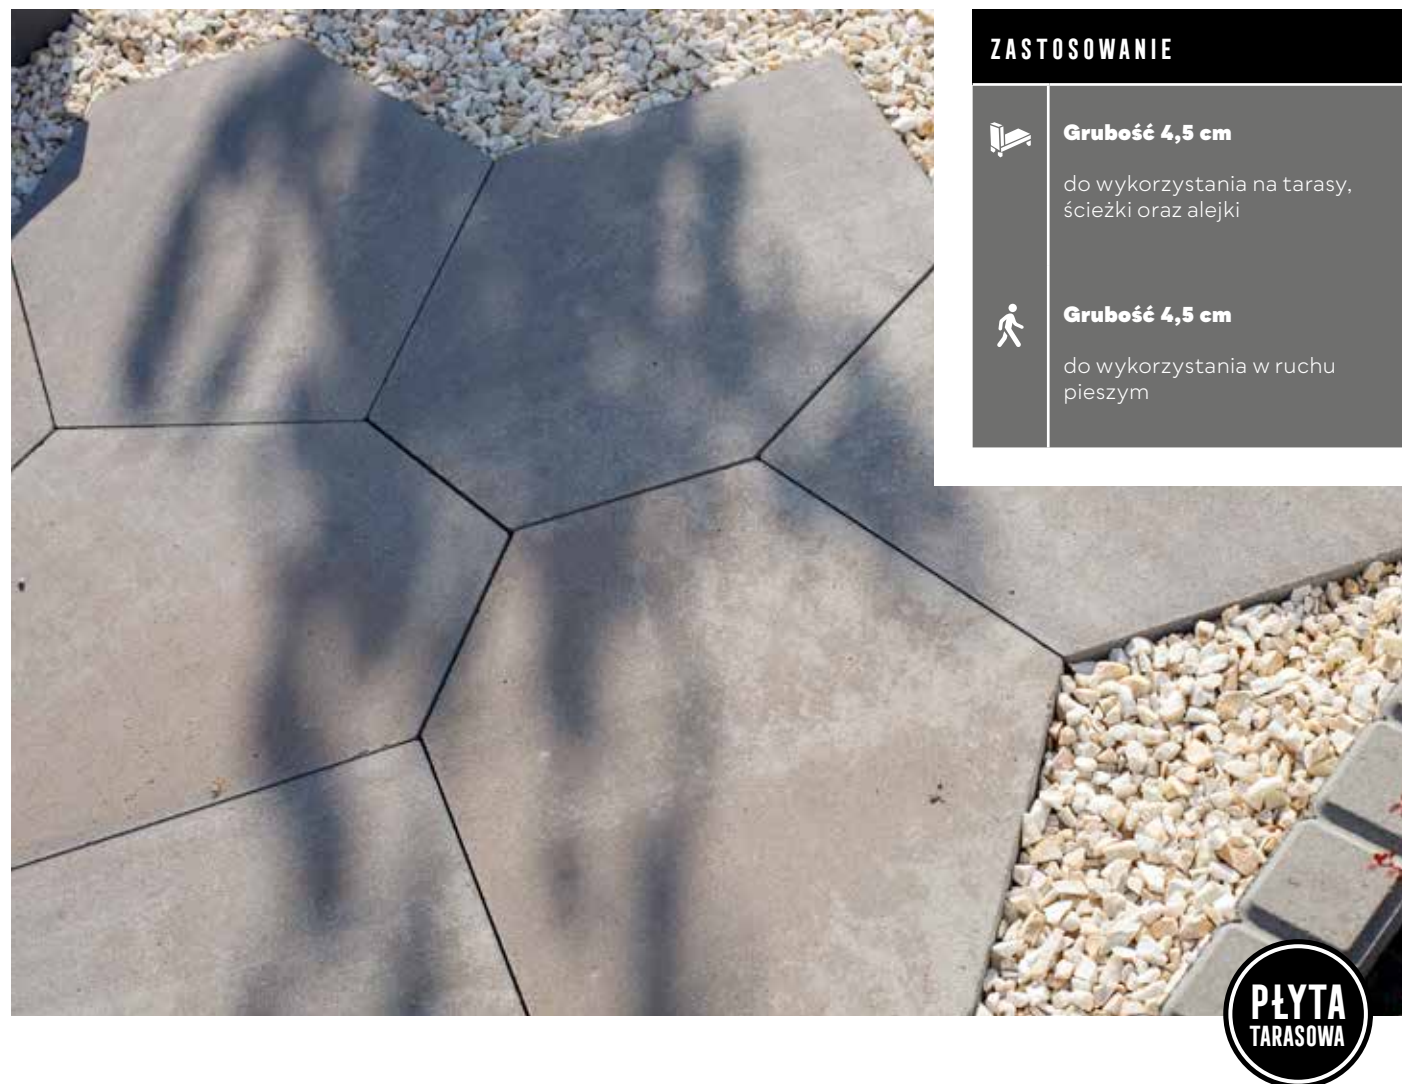 ZASTOSOWANIE
Grubość 4,5 cm
do wykorzystania na tarasy,
ścieżki oraz alejki
Grubość 4,5 cm
do wykorzystania w ruchu
pieszym
PŁYTA
TARASOWA